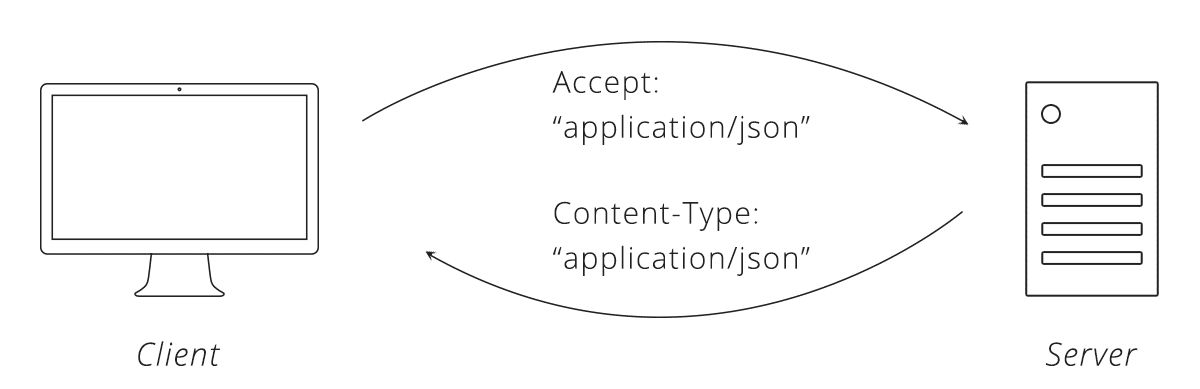 Accept:
“application/json”
Content-Type:
“application/json”
Client
Server